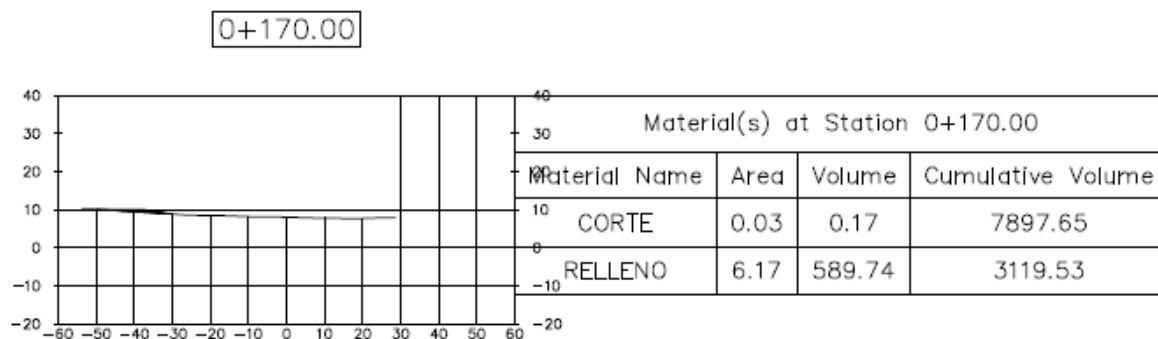 0+170.00
40 40
30 30
20 20
10 10
0 0
-10 -10
-20 -20
-60 -50 -40 -30 -20 -10 0 10 20 30 40 50 60
Material(s) at Station 0+170.00
Material Name Area Volume Cumulative Volume
CORTE 0.03 0.17 7897.65
RELLENO 6.17 589.74 3119.53